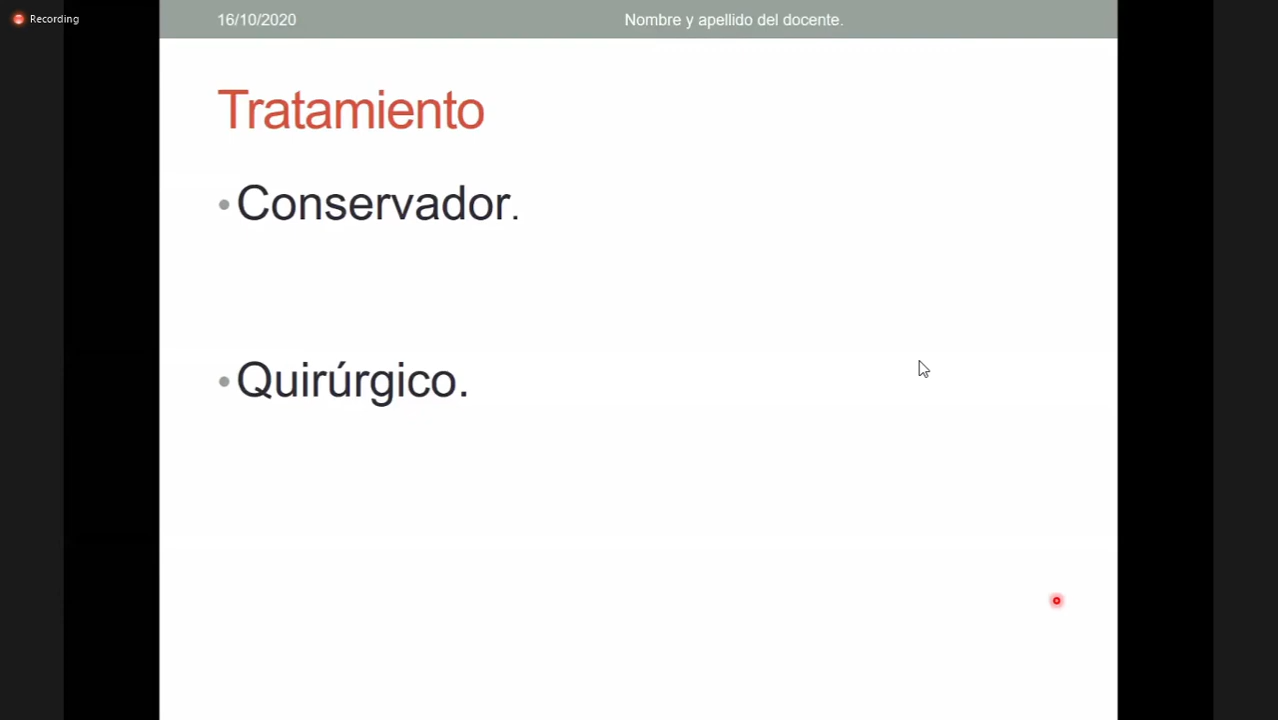 Recording
16/10/2020 Nombre y apellido del docente.
Tratamiento
• Conservador.
• Quirúrgico.